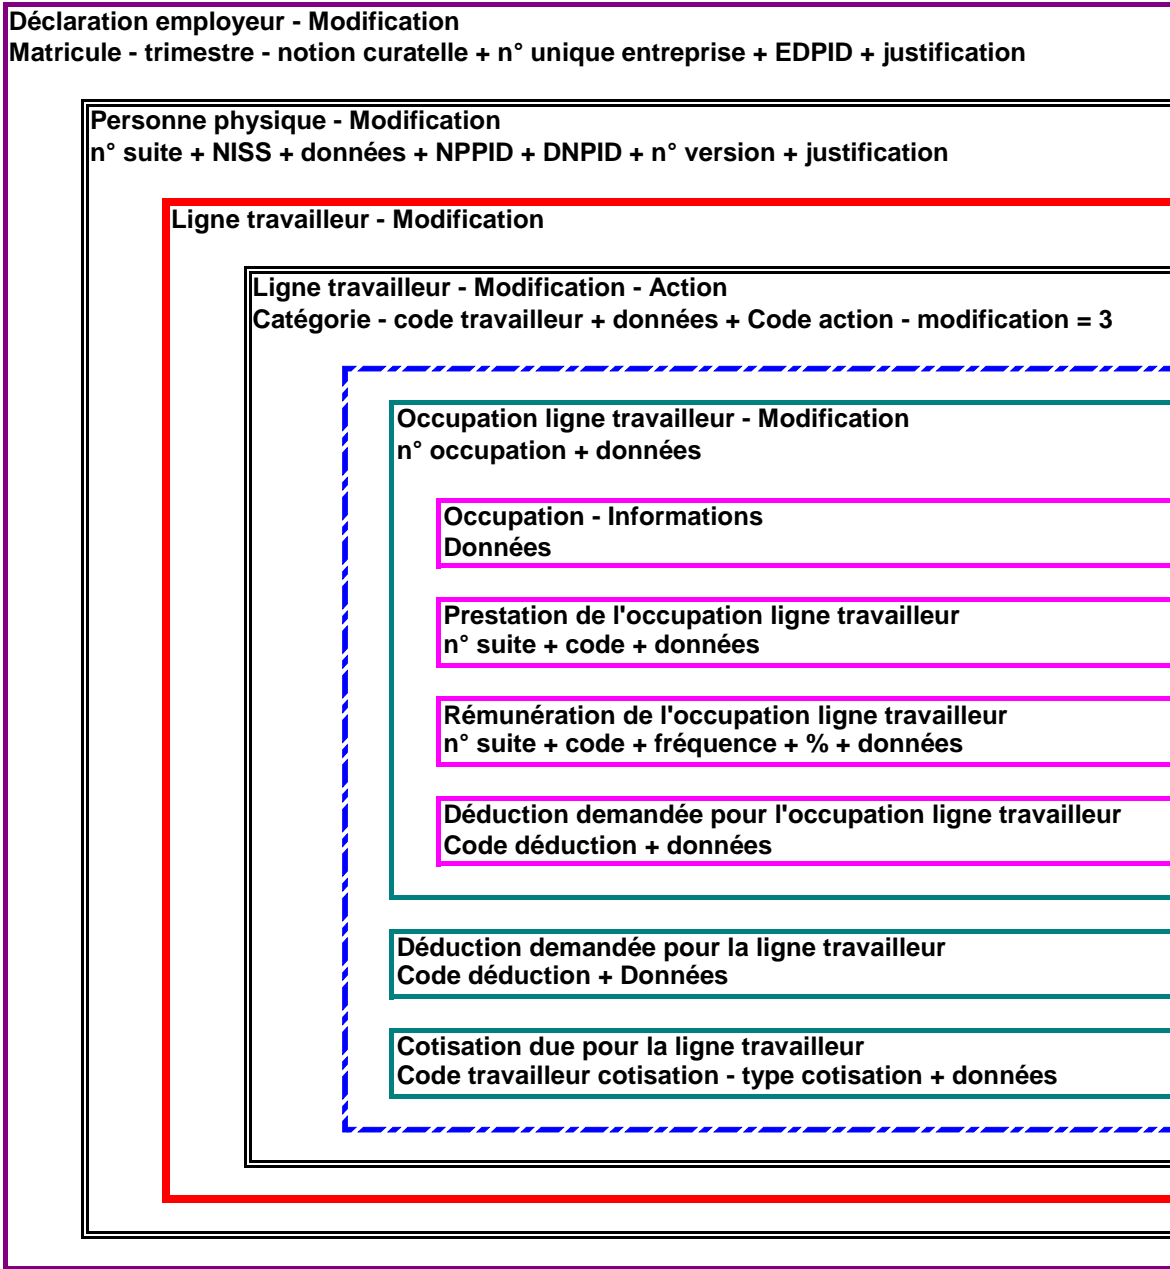 Déclaration employeur - Modification
Matricule - trimestre - notion curatelle + n° unique entreprise + EDPID + justification
Personne physique - Modification
n° suite + NISS + données + NPPID + DNPID + n° version + justification
Ligne travailleur - Modification
Ligne travailleur - Modification - Action
Catégorie - code travailleur + données + Code action - modification = 3
Occupation ligne travailleur - Modification
n° occupation + données
Occupation - Informations
Données
Prestation de l'occupation ligne travailleur
n° suite + code + données
Rémunération de l'occupation ligne travailleur
n° suite + code + fréquence + % + données
Déduction demandée pour l'occupation ligne travailleur
Code déduction + données
Déduction demandée pour la ligne travailleur
Code déduction + Données
Cotisation due pour la ligne travailleur
Code travailleur cotisation - type cotisation + données